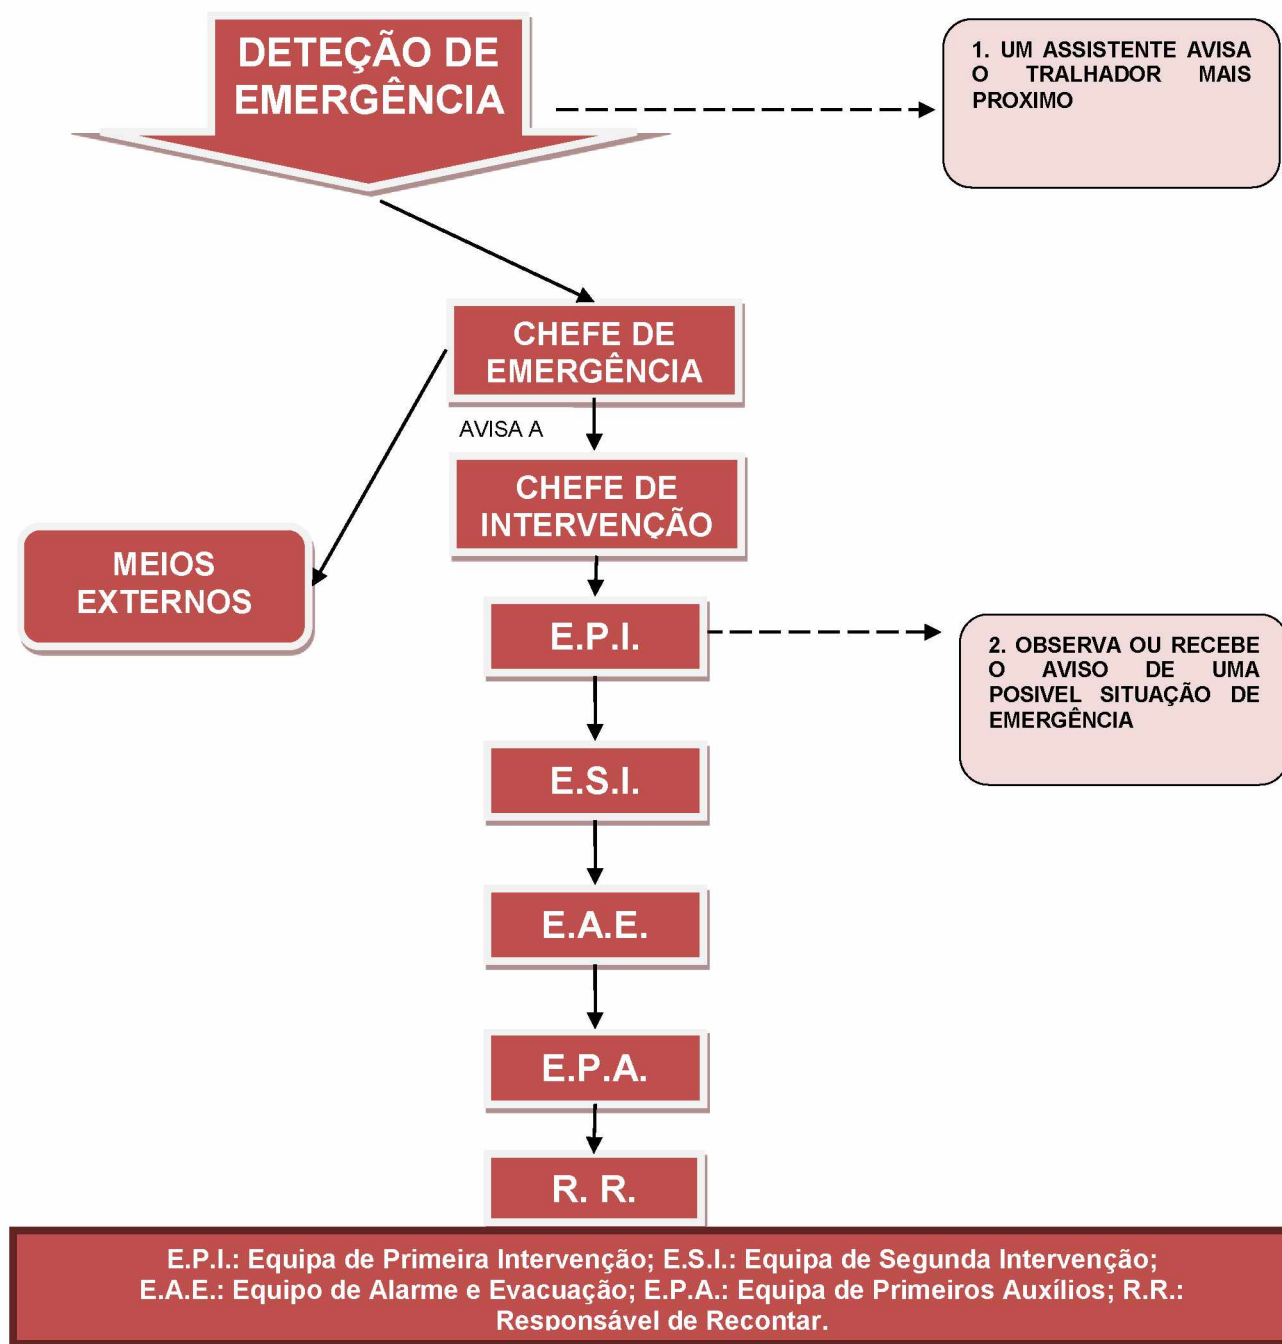 DETEÇÃO DE
EMERGÊNCIA
1. UM ASSISTENTE AVISA
O TRALHADOR MAIS
PROXIMO
CHEFE DE
EMERGÊNCIA
AVISA A
CHEFE DE
INTERVENÇÃO
MEIOS
EXTERNOS
E.P.I.
2. OBSERVA OU RECEBE
O AVISO DE UMA
POSIVEL SITUAÇÃO DE
EMERGÊNCIA
E.S.I.
E.A.E.
E.P.A.
R. R.
E.P.I.: Equipa de Primeira Intervenção; E.S.I.: Equipa de Segunda Intervenção;
E.A.E.: Equipo de Alarme e Evacuação; E.P.A.: Equipa de Primeiros Auxílios; R.R.:
Responsável de Recontar.